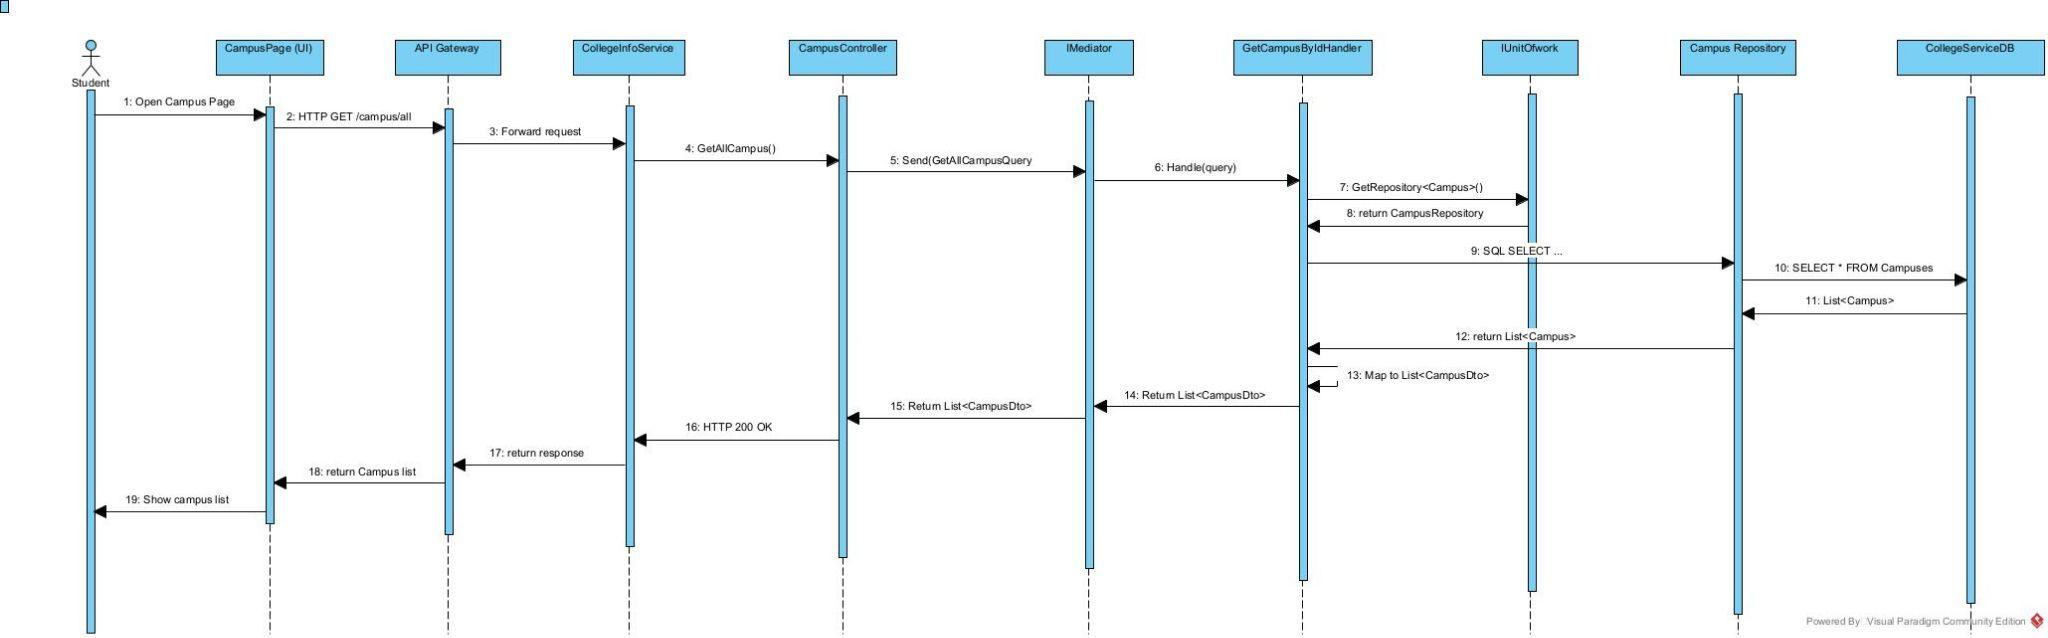 CampusPage (UI)
API Gateway
CollegeInfoService
CampusController
IMediator
GetCampusByIdHandler
IUnitOfwork
Campus Repository
CollegeServiceDB
Student
1: Open Campus Page
2: HTTP GET /campus/all
3: Forward request
4: GetAllCampus()
5: Send(GetAllCampusQuery
6: Handle(query)
7: GetRepository<Campus>()
8: return CampusRepository
9: SQL SELECT ...
10: SELECT * FROM Campuses
11: List<Campus>
12: return List<Campus>
13: Map to List<CampusDto>
14: Return List<CampusDto>
15: Return List<CampusDto>
16: HTTP 200 OK
17: return response
18: return Campus list
19: Show campus list
Powered By Visual Paradigm Community Edition